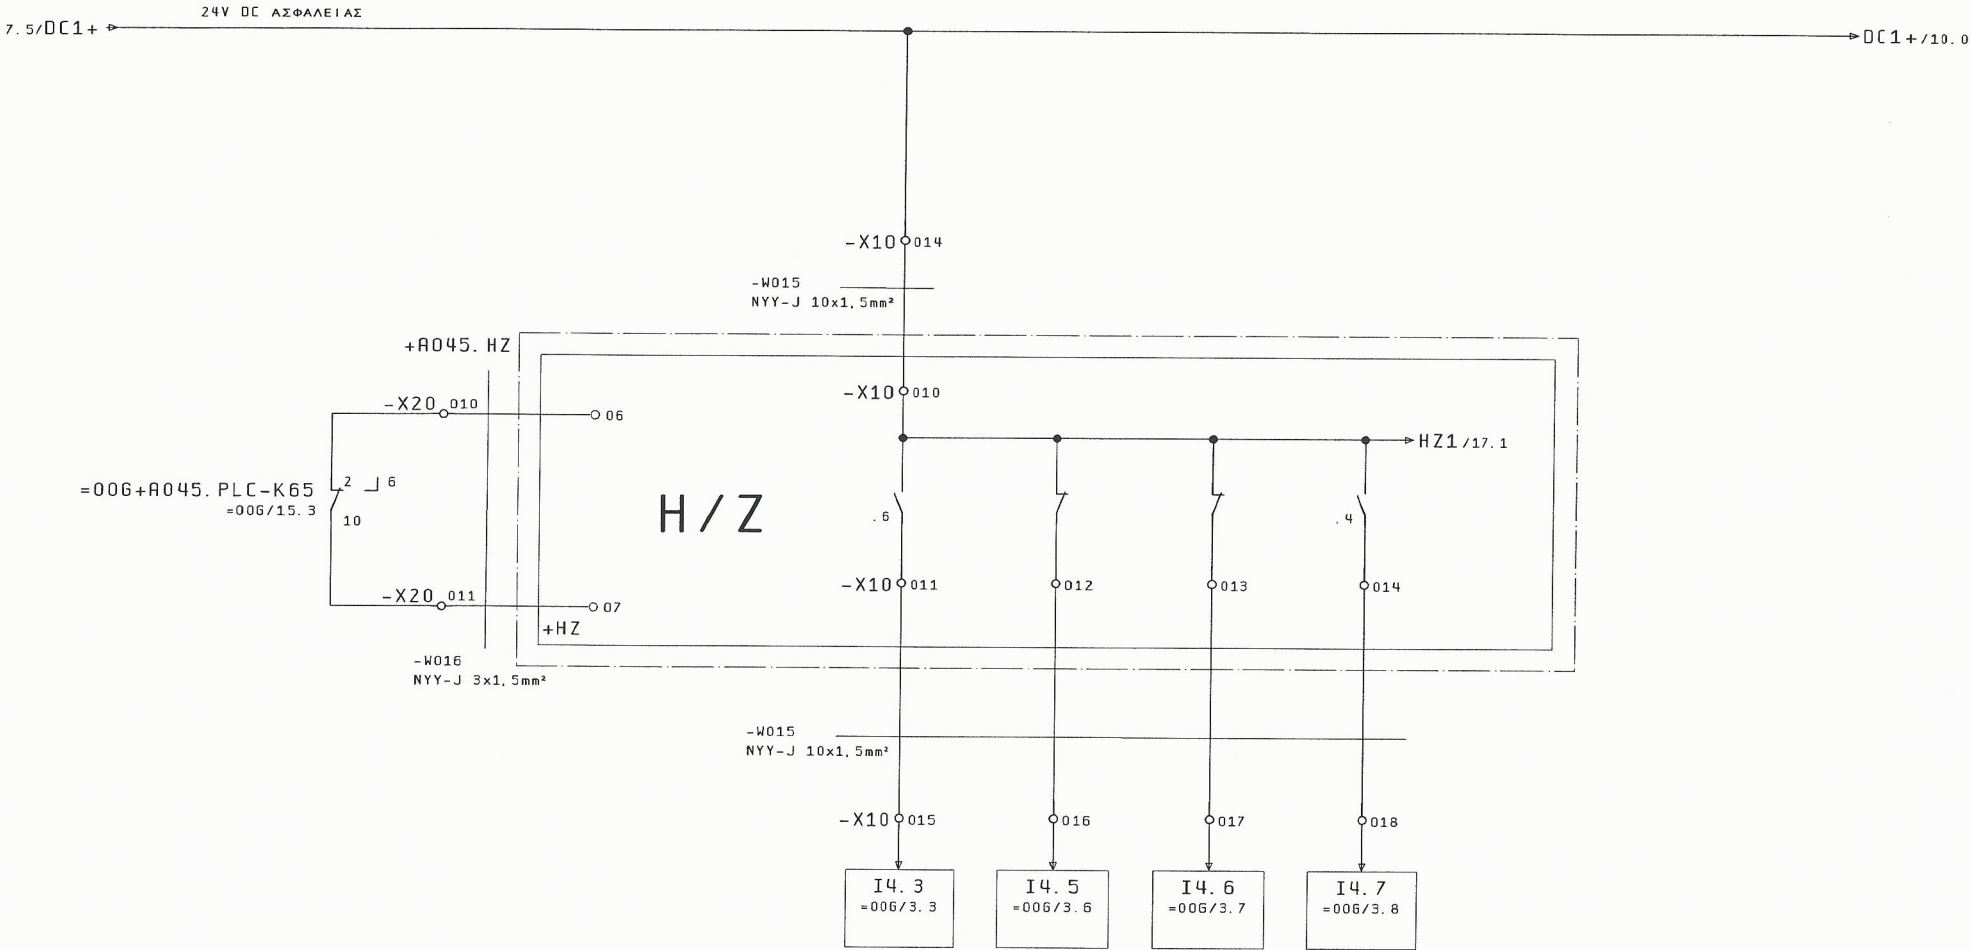 24V DC ΑΣΦΑΛΕΙΑΣ
7.5/DC1+
DC1+/10.0
-X10 014
-W015
NYY-J 10x1,5mm²
+A045.HZ
-X10 010
-X20 010
06
HZ1/17.1
=00G+A045.PLC-K65
=00G/15.3
2
6
10
H/Z
.6
.4
-X10 011
012
013
014
-X20 011
07
+HZ
-W016
NYY-J 3x1,5mm²
-W015
NYY-J 10x1,5mm²
-X10 015
016
017
018
I4.3
=00G/3.3
I4.5
=00G/3.6
I4.6
=00G/3.7
I4.7
=00G/3.8